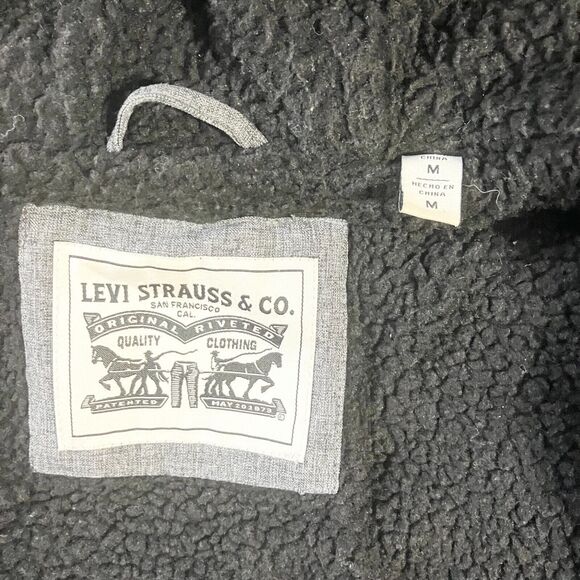 CHINA
M
HECHO EN
CHINA
M
LEVI STRAUSS & CO.
SAN FRANCISCO
CAL.
ORIGINAL RIVETED
QUALITY CLOTHING
PATENTED MAY 20 1873